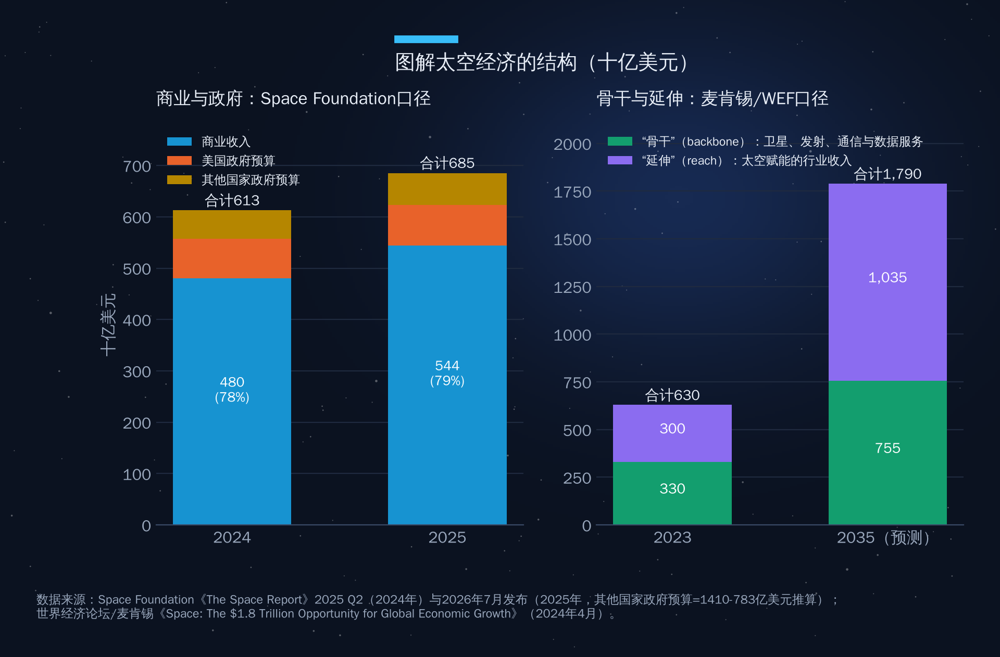 图解太空经济的结构（十亿美元）
商业与政府：Space Foundation口径
商业收入
美国政府预算
其他国家政府预算
十亿美元
700
600
500
400
300
200
100
0
合计613
480
(78%)
合计685
544
(79%)
2024
2025
骨干与延伸：麦肯锡/WEF口径
“骨干”（backbone）：卫星、发射、通信与数据服务
“延伸”（reach）：太空赋能的行业收入
2000
1750
1500
1250
1000
750
500
250
0
合计630
300
330
合计1,790
1,035
755
2023
2035（预测）
数据来源：Space Foundation《The Space Report》2025 Q2（2024年）与2026年7月发布（2025年，其他国家政府预算=1410-783亿美元推算）；
世界经济论坛/麦肯锡《Space: The $1.8 Trillion Opportunity for Global Economic Growth》（2024年4月）。